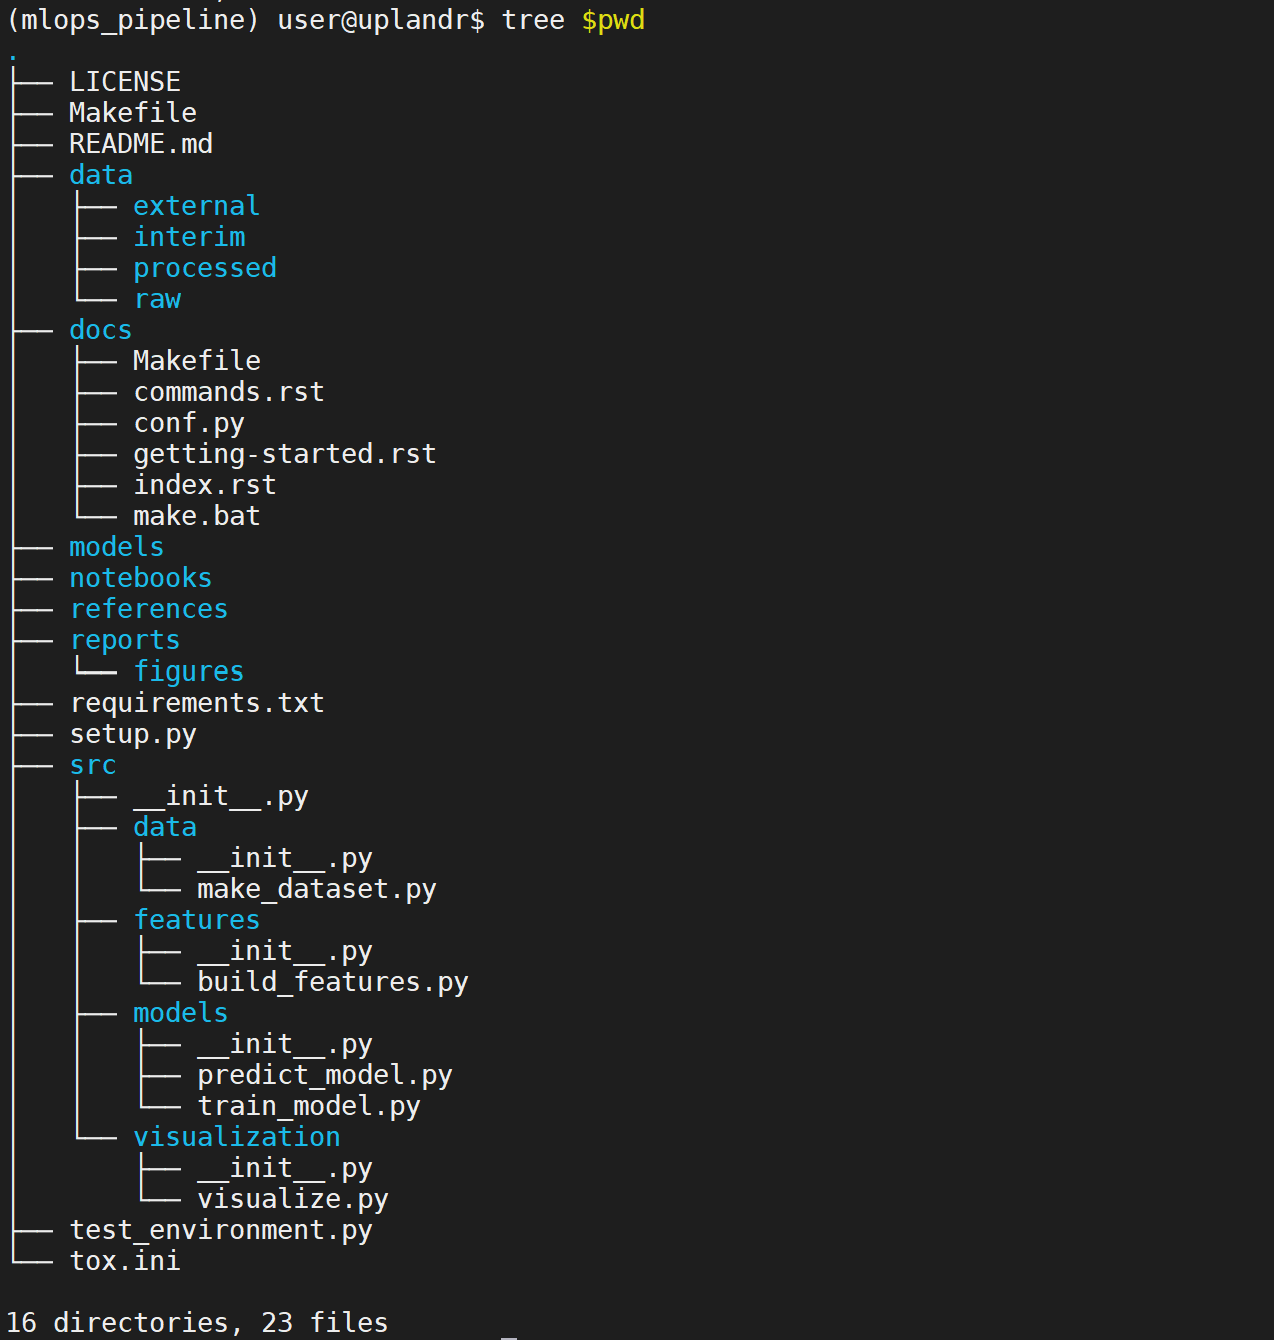 (mlops_pipeline) user@uplandr$ tree $pwd
.
├── LICENSE
├── Makefile
├── README.md
├── data
│   ├── external
│   ├── interim
│   ├── processed
│   └── raw
├── docs
│   ├── Makefile
│   ├── commands.rst
│   ├── conf.py
│   ├── getting-started.rst
│   ├── index.rst
│   └── make.bat
├── models
├── notebooks
├── references
├── reports
│   └── figures
├── requirements.txt
├── setup.py
├── src
│   ├── __init__.py
│   ├── data
│   │   ├── __init__.py
│   │   └── make_dataset.py
│   ├── features
│   │   ├── __init__.py
│   │   └── build_features.py
│   ├── models
│   │   ├── __init__.py
│   │   ├── predict_model.py
│   │   └── train_model.py
│   └── visualization
│       ├── __init__.py
│       └── visualize.py
├── test_environment.py
└── tox.ini

16 directories, 23 files